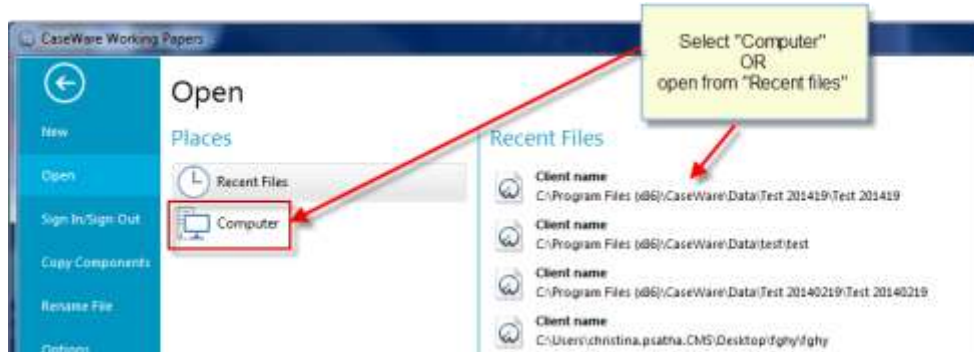 CaseWare Working Papers
Select "Computer"
OR
open from "Recent files"
Open
New
Open
Sign In/Sign Out
Copy Components
Rename File
Options
Places
Recent Files
Computer
Recent Files
Client name
C:\Program Files (x86)\CaseWare\Data\Test 201419\Test 201419
Client name
C:\Program Files (x86)\CaseWare\Data\test\test
Client name
C:\Program Files (x86)\CaseWare\Data\Test 20140219\Test 20140219
Client name
C:\Users\christina.psatha.CMS\Desktop\fghy\fghy